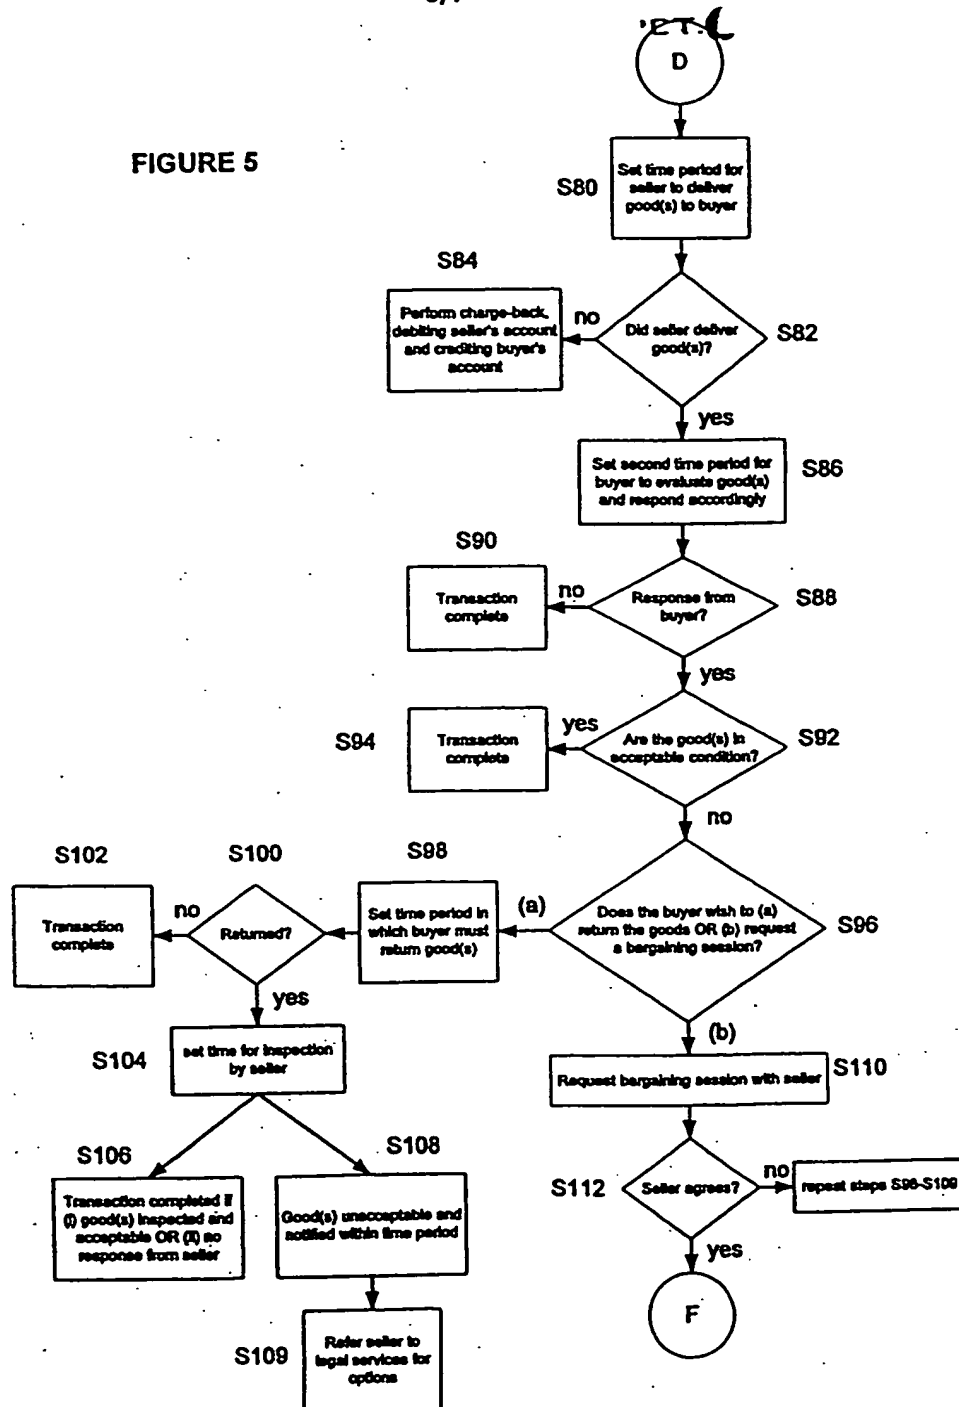 D
FIGURE 5
S80
Set time period for
seller to deliver
good(s) to buyer
S84
Perform charge-back,
debiting seller's account
and crediting buyer's
account
no
Did seller deliver
good(s)?
S82
yes
Set second time period for
buyer to evaluate good(s)
and respond accordingly
S86
S90
Transaction
complete
no
Response from
buyer?
S88
yes
S94
Transaction
complete
yes
Are the good(s) in
acceptable condition?
S92
no
S102
S100
S98
Transaction
complete
no
Returned?
Set time period in
which buyer must
return good(s)
(a)
Does the buyer wish to (a)
return the goods OR (b) request
a bargaining session?
S96
yes
(b)
S104
set time for inspection
by seller
Request bargaining session with seller
S110
S106
S108
Transaction completed if
(i) good(s) inspected and
acceptable OR (ii) no
response from seller
Good(s) unacceptable and
notified within time period
S112
Seller agrees?
no
repeat steps S98-S109
yes
S109
Refer seller to
legal services for
options
F